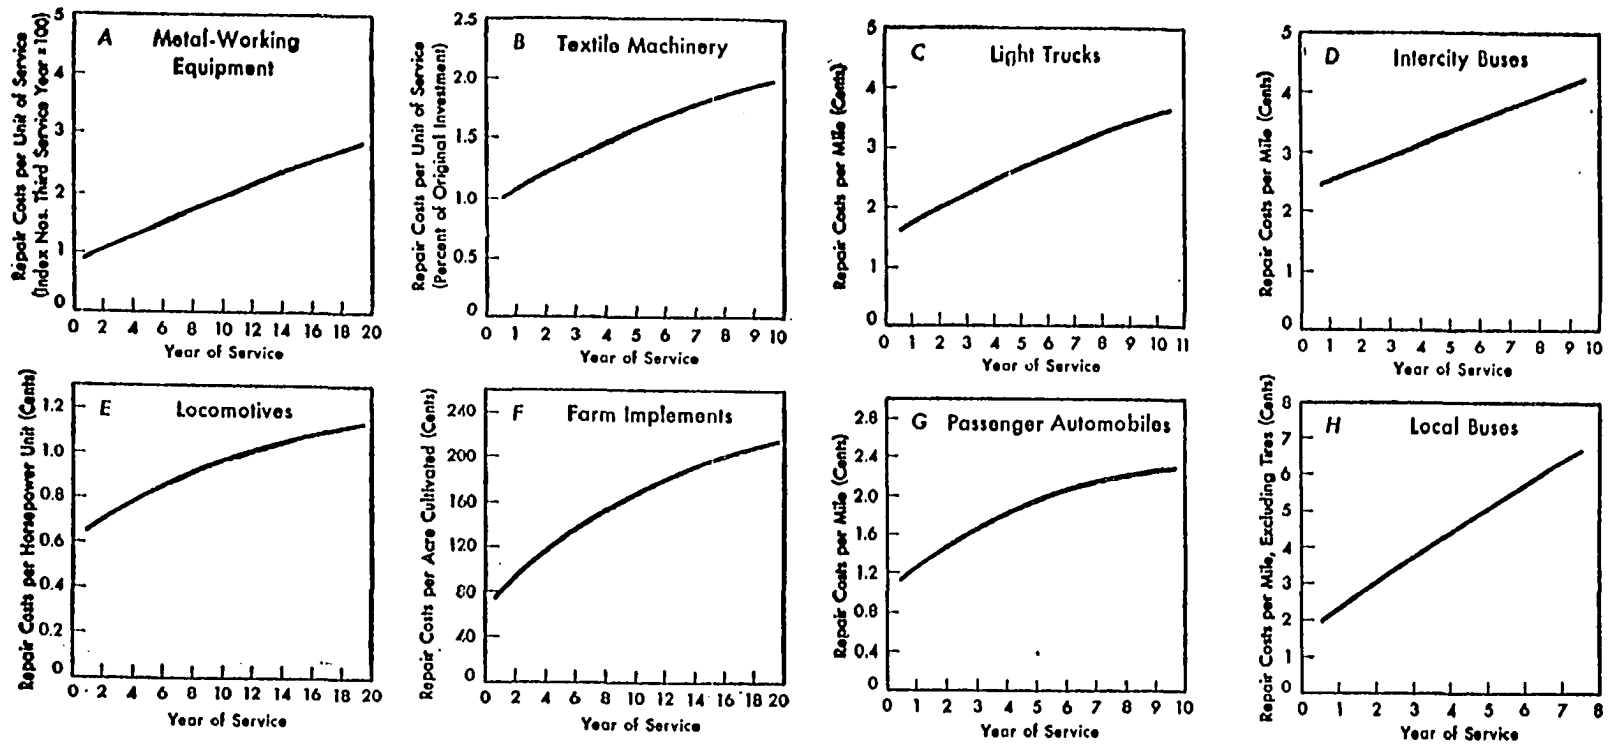 A Metal-Working
Equipment
Repair Costs per Unit of Service
(Index Nos. Third Service Year = 100)
5
4
3
2
1
0
0 2 4 6 8 10 12 14 16 18 20
Year of Service
B Textile Machinery
Repair Costs per Unit of Service
(Percent of Original Investment)
2.5
2.0
1.5
1.0
0.5
0
0 1 2 3 4 5 6 7 8 9 10
Year of Service
C Light Trucks
Repair Costs per Mile (Cents)
5
4
3
2
1
0
0 1 2 3 4 5 6 7 8 9 10 11
Year of Service
D Intercity Buses
Repair Costs per Mile (Cents)
5
4
3
2
1
0
0 1 2 3 4 5 6 7 8 9 10
Year of Service
E Locomotives
Repair Costs per Horsepower Unit (Cents)
1.2
1.0
0.8
0.6
0.4
0.2
0
0 2 4 6 8 10 12 14 16 18 20
Year of Service
F Farm Implements
Repair Costs per Acre Cultivated (Cents)
240
200
160
120
80
40
0
0 2 4 6 8 10 12 14 16 18 20
Year of Service
G Passenger Automobiles
Repair Costs per Mile (Cents)
2.8
2.4
2.0
1.6
1.2
0.8
0.4
0
0 1 2 3 4 5 6 7 8 9 10
Year of Service
H Local Buses
Repair Costs per Mile, Excluding Tires (Cents)
8
7
6
5
4
3
2
1
0
0 1 2 3 4 5 6 7 8
Year of Service